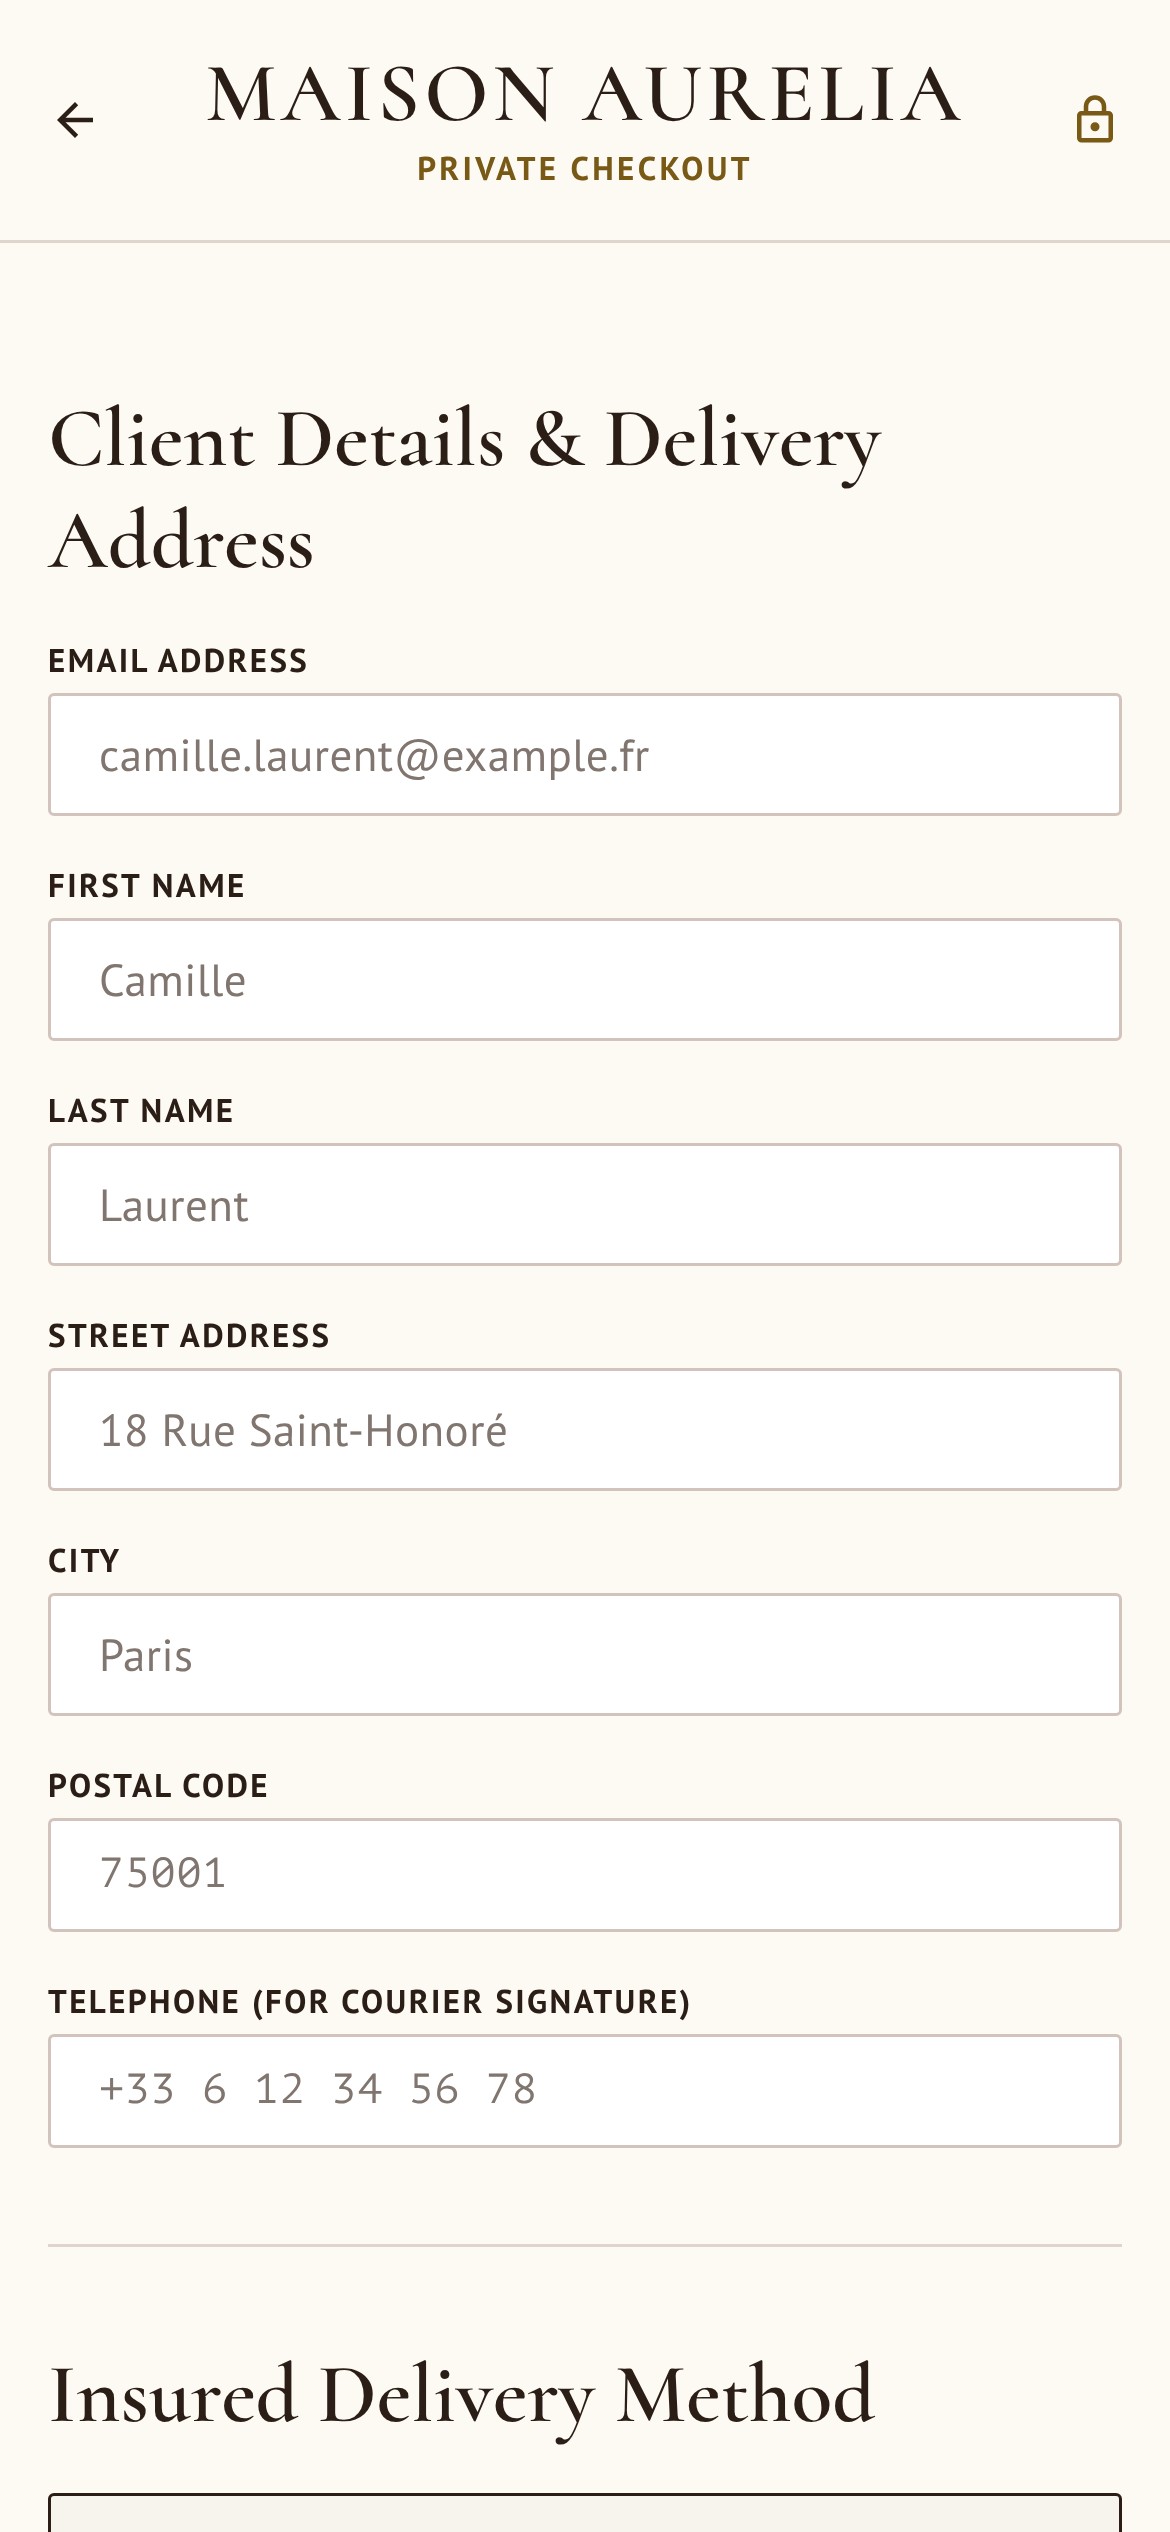 MAISON AURELIA
PRIVATE CHECKOUT
Client Details & Delivery
Address
EMAIL ADDRESS
camille.laurent@example.fr
FIRST NAME
Camille
LAST NAME
Laurent
STREET ADDRESS
18 Rue Saint-Honoré
CITY
Paris
POSTAL CODE
75001
TELEPHONE (FOR COURIER SIGNATURE)
+33 6 12 34 56 78
Insured Delivery Method